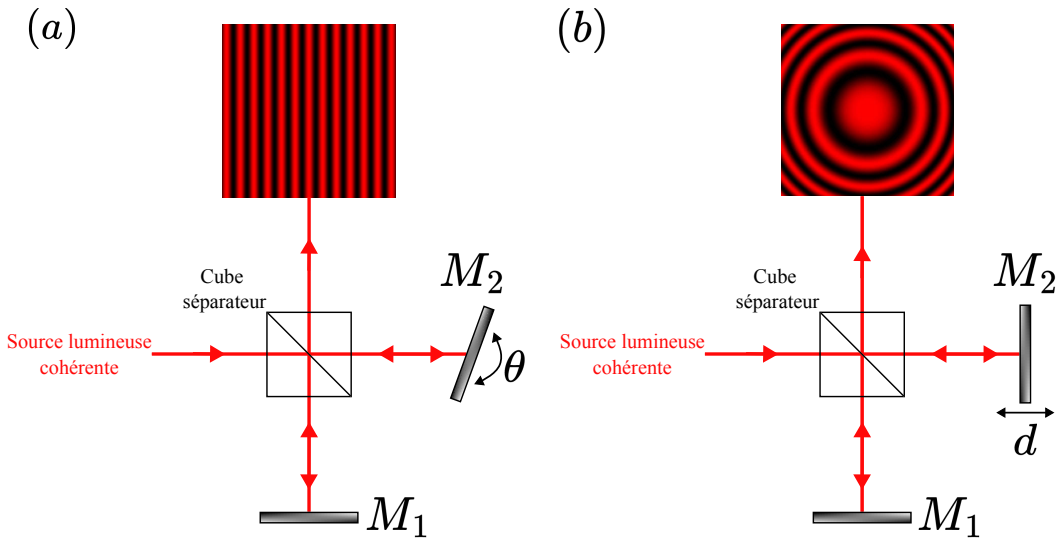 (a)
Cube
séparateur
M₂
Source lumineuse
cohérente
θ
M₁
(b)
Cube
séparateur
M₂
Source lumineuse
cohérente
d
M₁